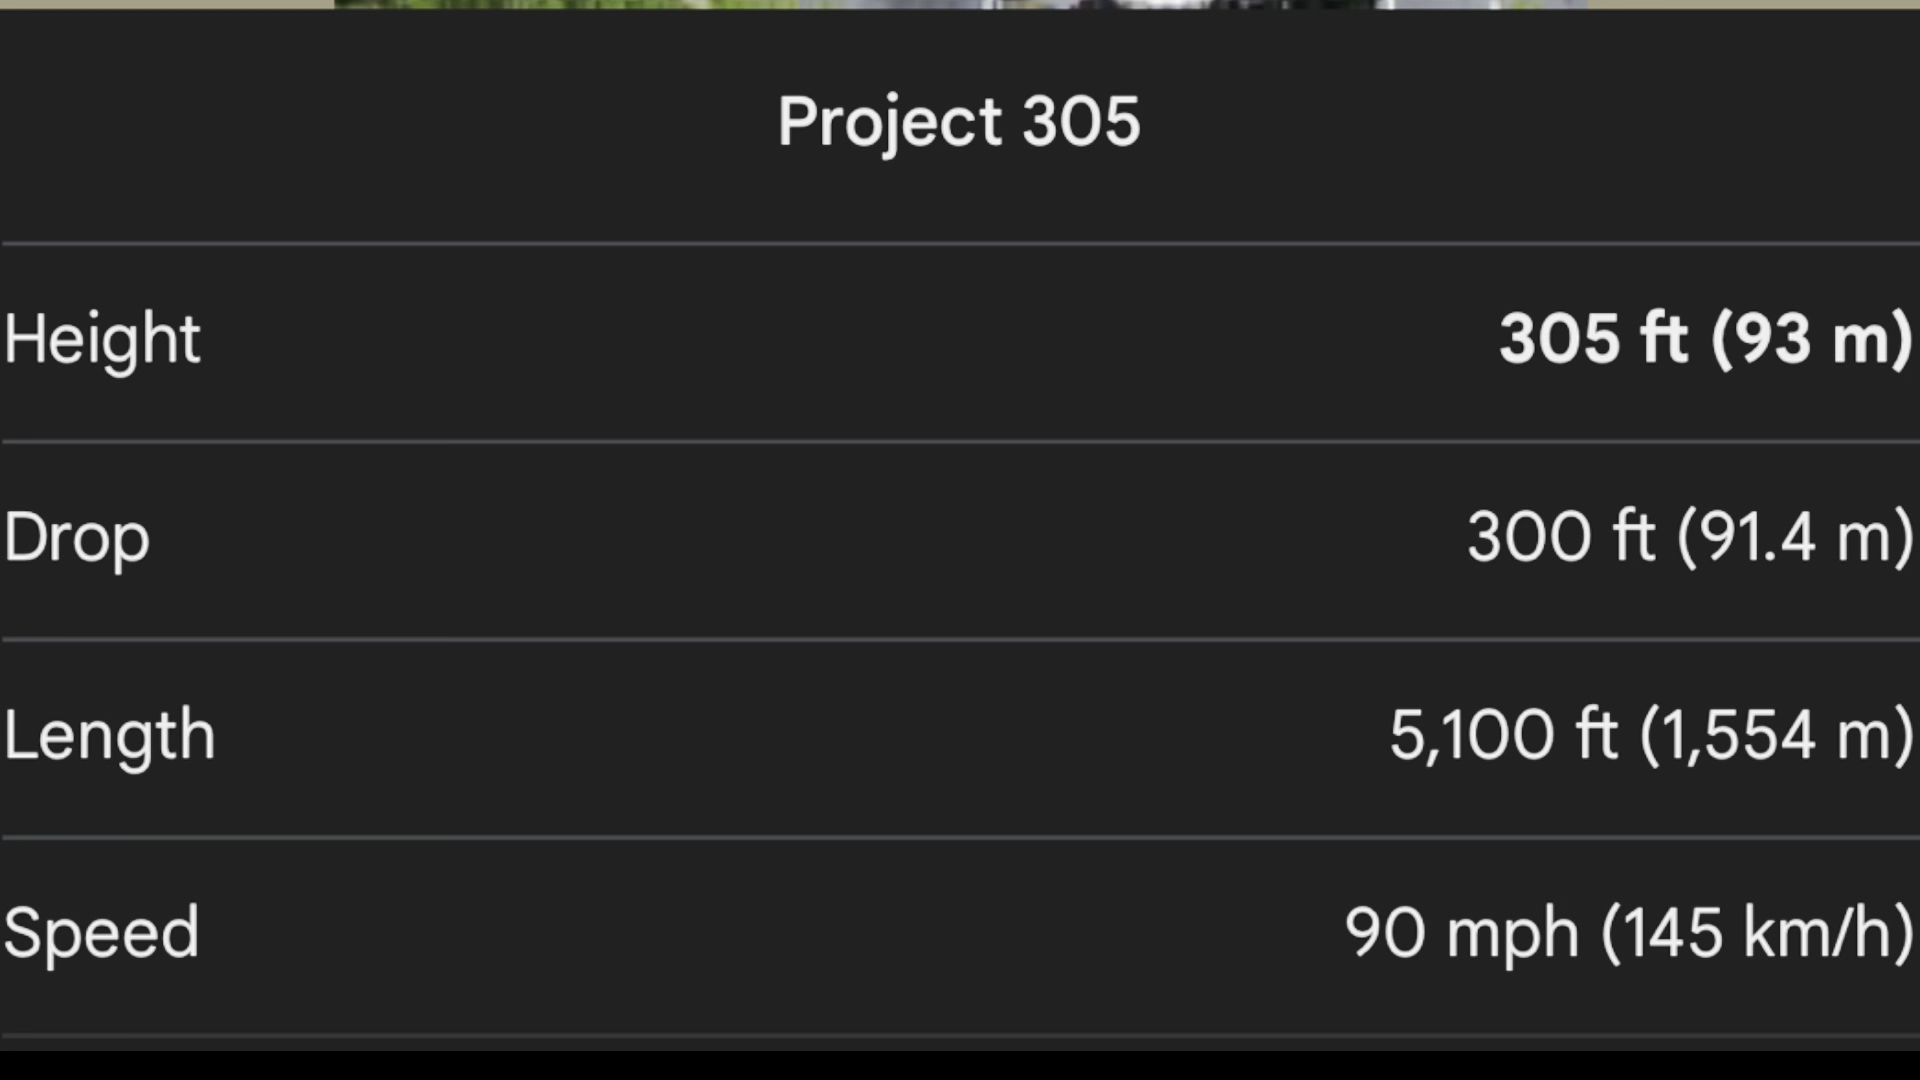 Project 305
Height 305 ft (93 m)
Drop 300 ft (91.4 m)
Length 5,100 ft (1,554 m)
Speed 90 mph (145 km/h)